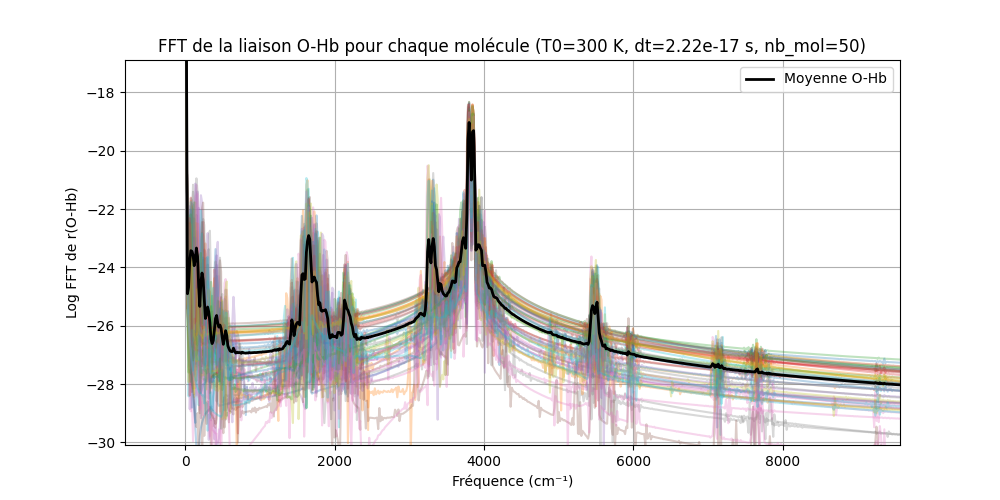 FFT de la liaison O-Hb pour chaque molécule (T0=300 K, dt=2.22e-17 s, nb_mol=50)
Moyenne O-Hb
Log FFT de r(O-Hb)
−18
−20
−22
−24
−26
−28
−30
0 2000 4000 6000 8000
Fréquence (cm⁻¹)